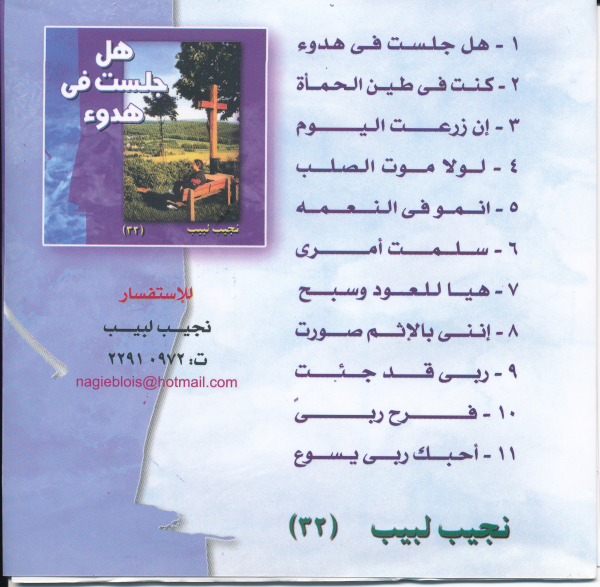 هل
جلست فى
هدوء
نجيب لبيب (٣٢)
للإستفسار
نجيب لبيب
ت: ٠٩٧٢ ٢٢٩١
nagieblois@hotmail.com
١ - هل جلست فى هدوء
٢ - كنت فى طين الحمأة
٣ - إن زرعت اليوم
٤ - لولا موت الصلب
٥ - انمو فى النعمه
٦ - سلمت أمرى
٧ - هيا للعود وسبح
٨ - إننى بالإثم صورت
٩ - ربى قد جئت
١٠ - فرح ربىً
١١ - أحبك ربى يسوع
نجيب لبيب (٣٢)